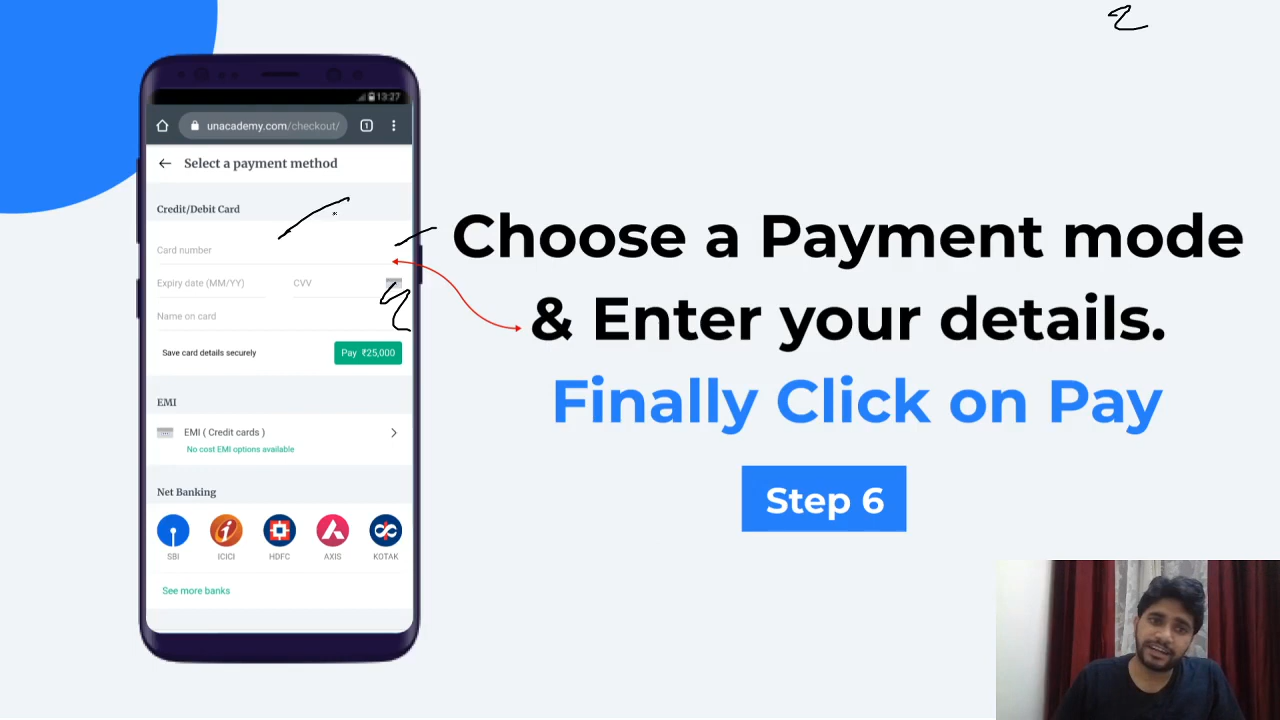 2
13:27
unacademy.com/checkout/
1
Select a payment method
Credit/Debit Card
Card number
Expiry date (MM/YY)
CVV
Name on card
Save card details securely
Pay ₹25,000
EMI
EMI ( Credit cards )
No cost EMI options available
Net Banking
SBI
ICICI
HDFC
AXIS
KOTAK
See more banks
Choose a Payment mode
& Enter your details.
Finally Click on Pay
Step 6